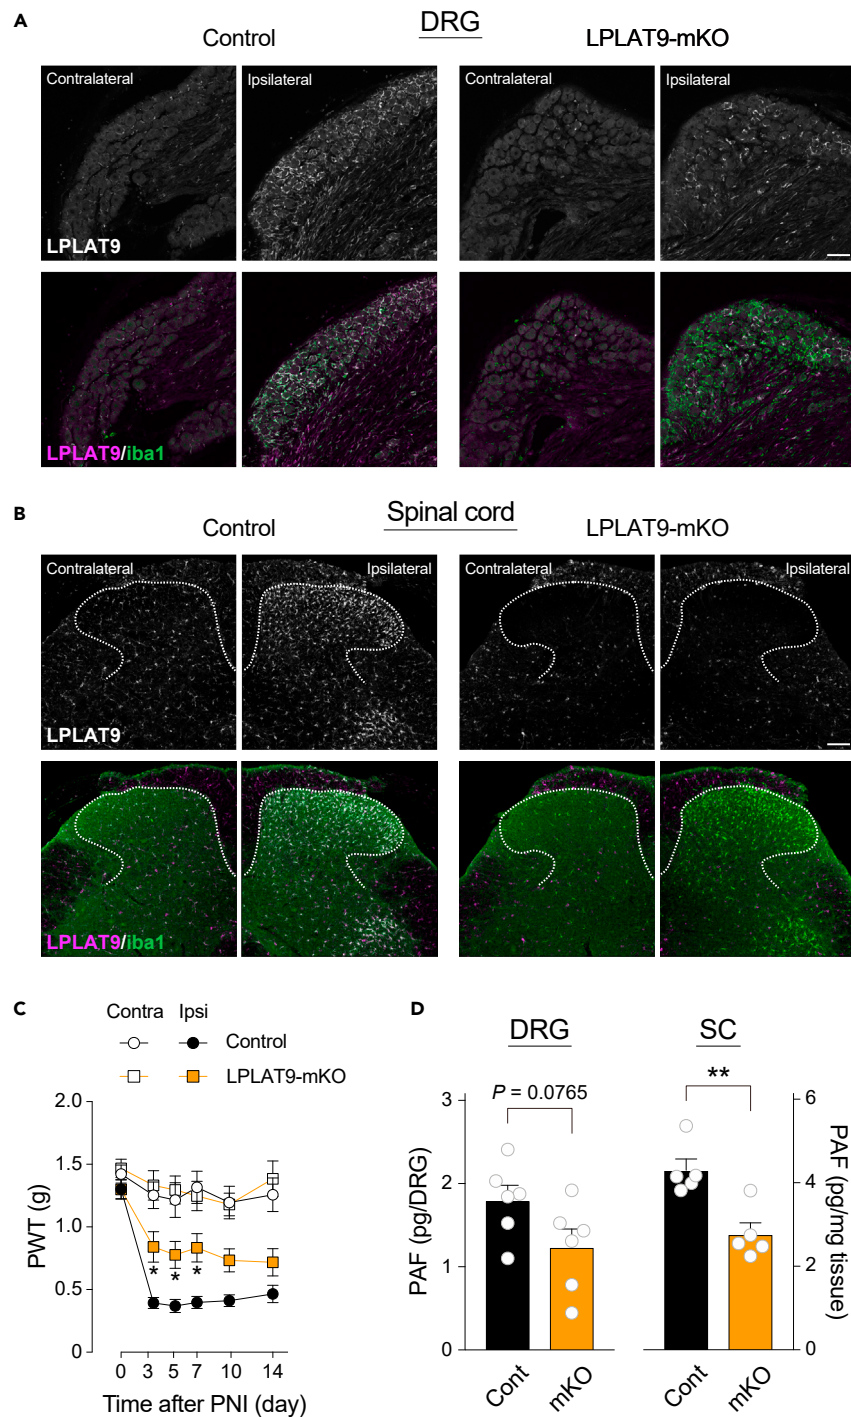 A
DRG
Control
LPLAT9-mKO
Contralateral
Ipsilateral
Contralateral
Ipsilateral
LPLAT9
LPLAT9/iba1
B
Spinal cord
Control
LPLAT9-mKO
Contralateral
Ipsilateral
Contralateral
Ipsilateral
LPLAT9
LPLAT9/iba1
C
Contra Ipsi
Control
LPLAT9-mKO
PWT (g)
2.0
1.5
1.0
0.5
0
* * *
0 3 5 7 10 14
Time after PNI (day)
D
DRG
SC
P = 0.0765
**
PAF (pg/DRG)
3
2
1
0
PAF (pg/mg tissue)
6
4
2
0
Cont mKO
Cont mKO